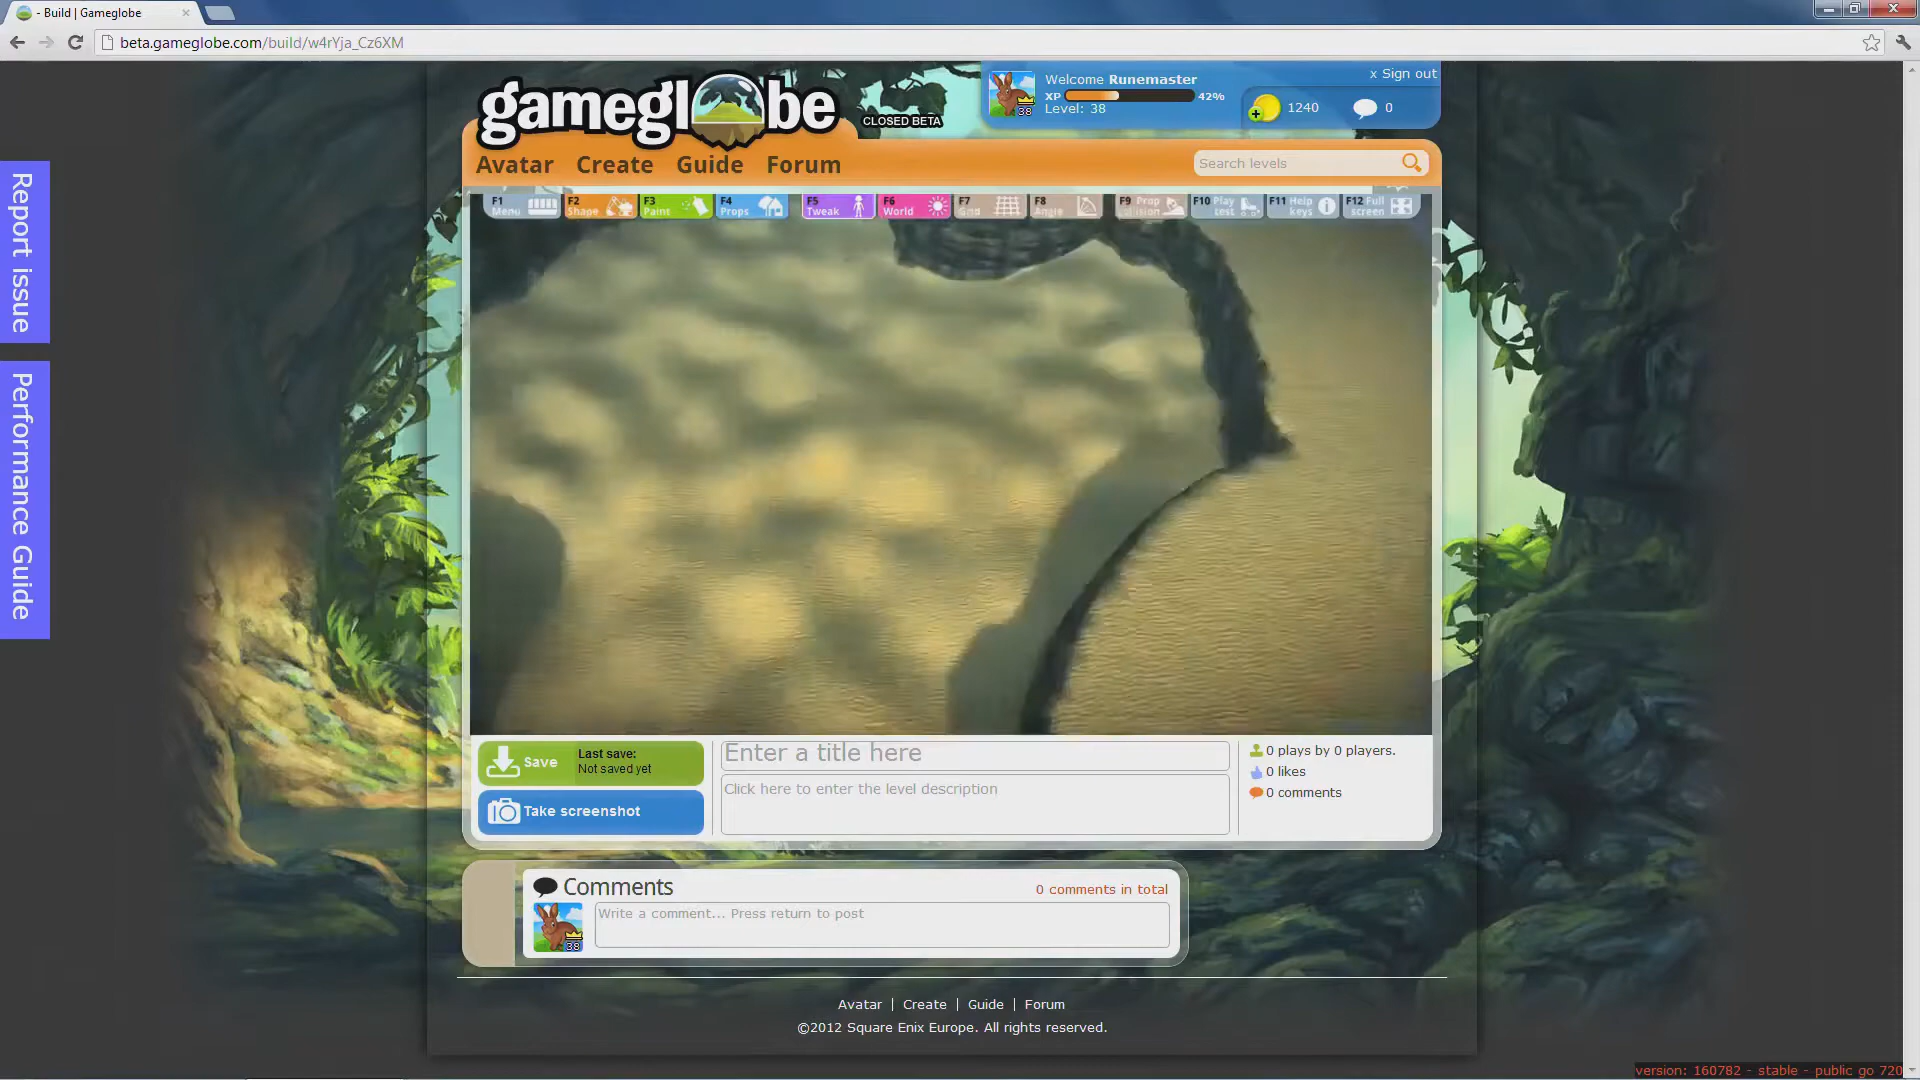 - Build | Gameglobe
beta.gameglobe.com/build/w4rYja_Cz6XM
gameglobe
CLOSED BETA
Welcome Runemaster
x Sign out
XP
42%
Level: 38
38
1240
0
Avatar
Create
Guide
Forum
Search levels
F1 Menu
F2 Shape
F3 Paint
F4 Props
F5 Tweak
F6 World
F7 Grid
F8 Angle
F9 Prop
F10 Play test
F11 Help keys
F12 Full screen
Report issue
Performance Guide
Save
Last save:
Not saved yet
Take screenshot
Enter a title here
Click here to enter the level description
0 plays by 0 players.
0 likes
0 comments
Comments
0 comments in total
38
Write a comment... Press return to post
Avatar | Create | Guide | Forum
©2012 Square Enix Europe. All rights reserved.
version: 160782 - stable - public go 720